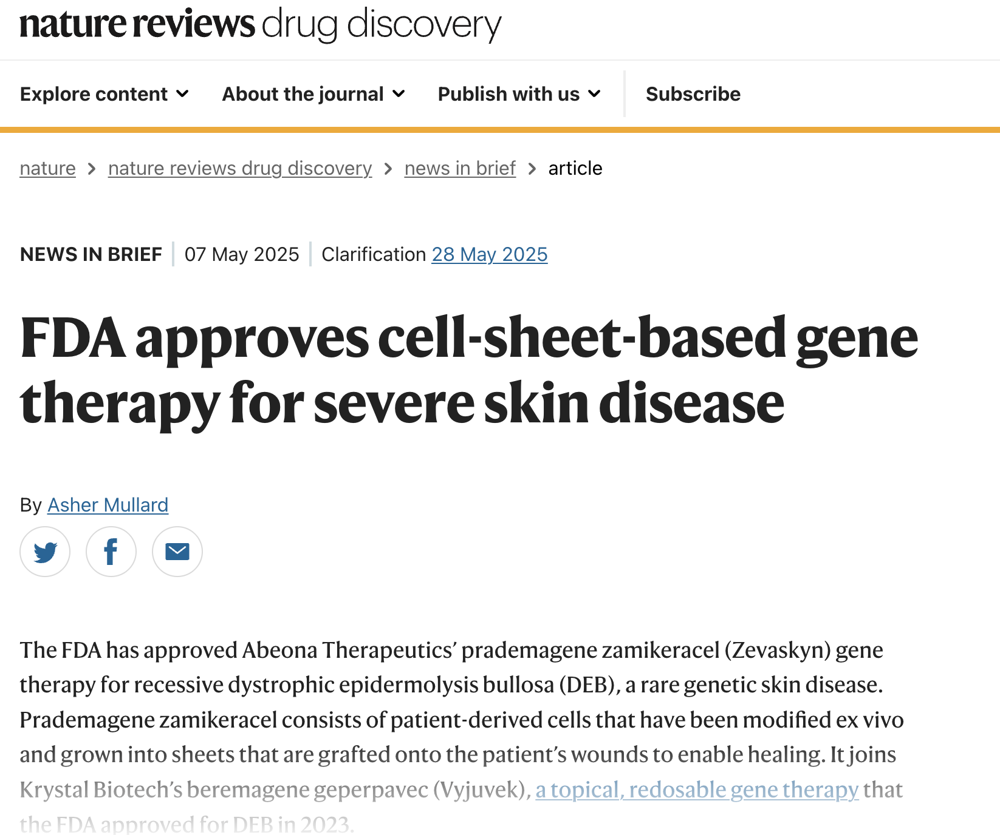 nature reviews drug discovery
Explore content About the journal Publish with us Subscribe
nature > nature reviews drug discovery > news in brief > article
NEWS IN BRIEF | 07 May 2025 | Clarification 28 May 2025
FDA approves cell-sheet-based gene
therapy for severe skin disease
By Asher Mullard
The FDA has approved Abeona Therapeutics’ prademagene zamikeracel (Zevaskyn) gene
therapy for recessive dystrophic epidermolysis bullosa (DEB), a rare genetic skin disease.
Prademagene zamikeracel consists of patient-derived cells that have been modified ex vivo
and grown into sheets that are grafted onto the patient’s wounds to enable healing. It joins
Krystal Biotech’s beremagene geperpavec (Vyjuvek), a topical, redosable gene therapy that
the FDA approved for DEB in 2023.